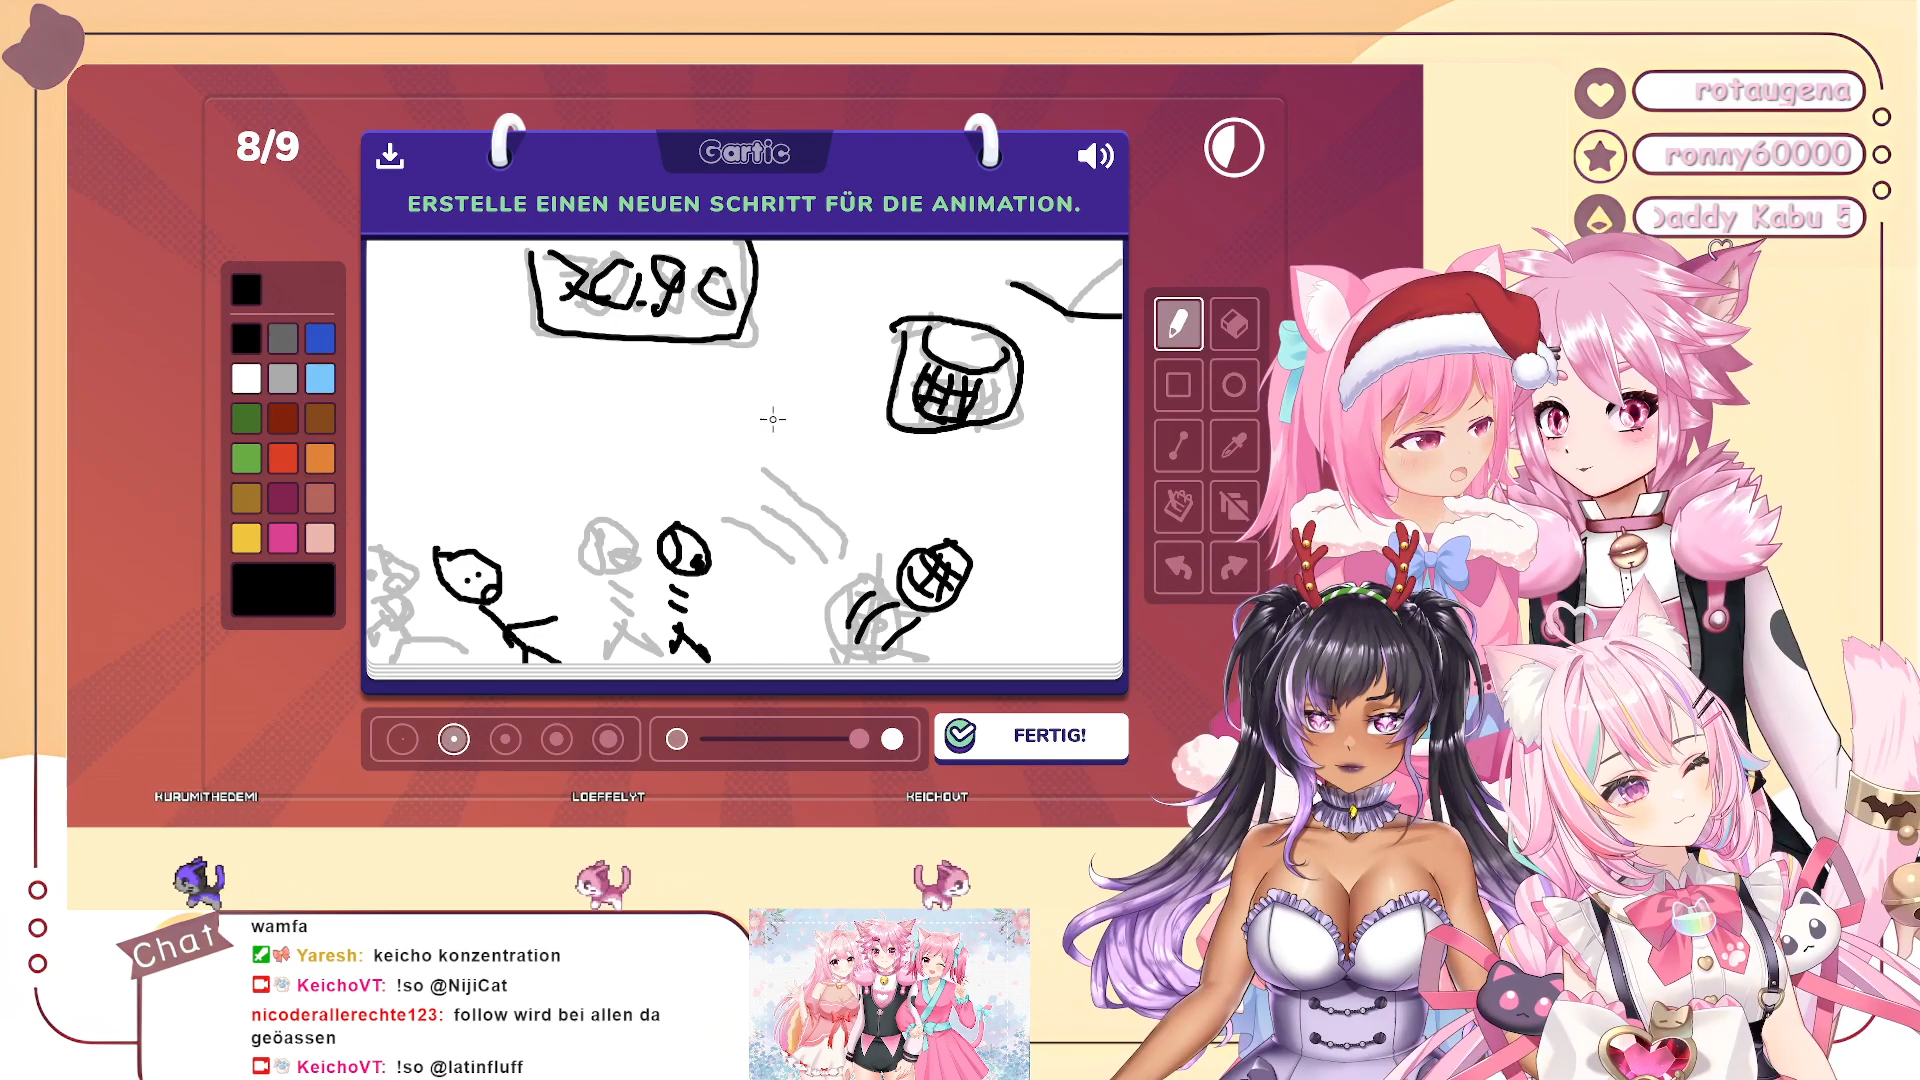 rotaugena
8/9
Gartic
ronny60000
ERSTELLE EINEN NEUEN SCHRITT FÜR DIE ANIMATION.
Daddy Kabu 5
FERTIG!
KURUMITHEDEMI
LOEFFELYT
KEICHOVT
Chat
wamfa
Yaresh: keicho konzentration
KeichoVT: !so @NijiCat
nicoderallerechte123: follow wird bei allen da
geöassen
KeichoVT: !so @latinfluff